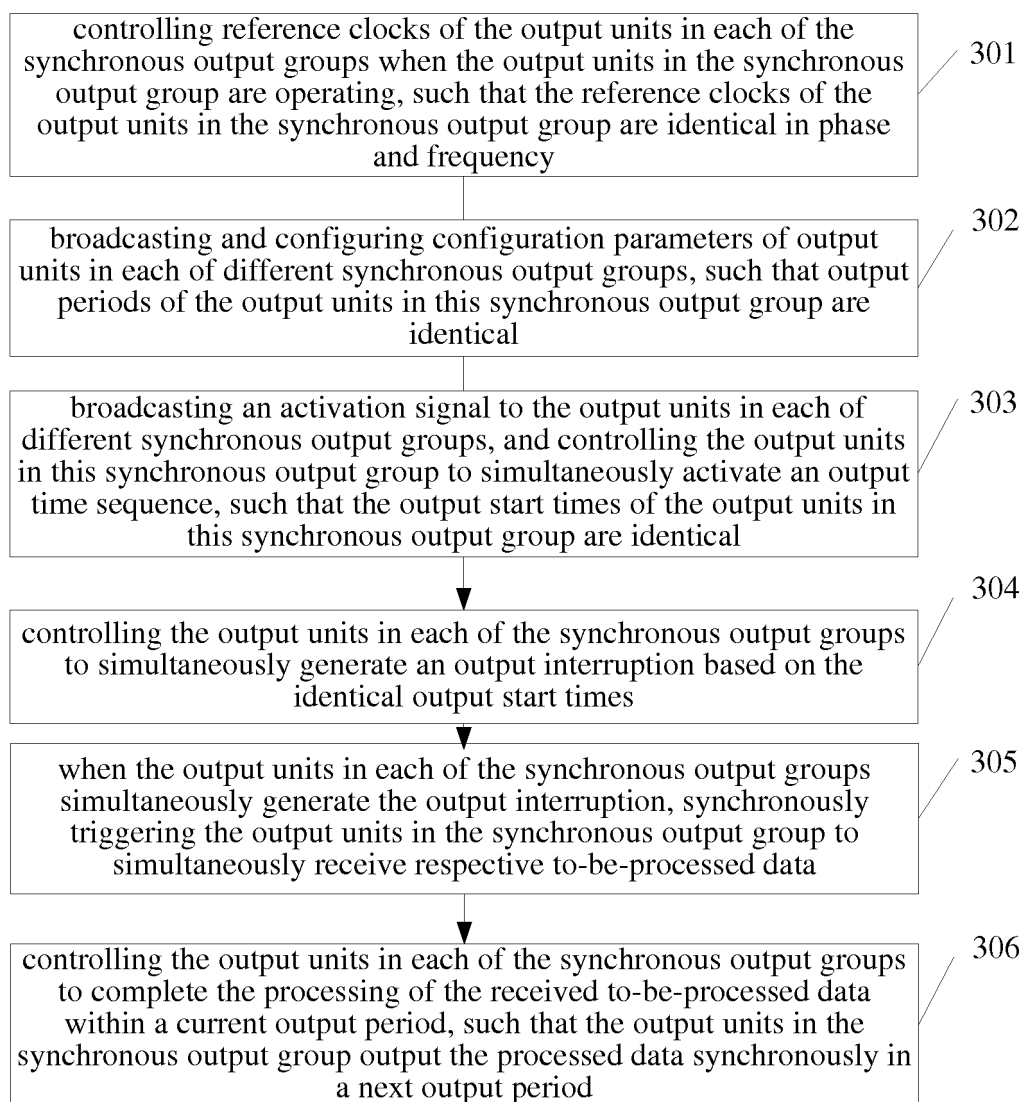 controlling reference clocks of the output units in each of the
synchronous output groups when the output units in the synchronous
output group are operating, such that the reference clocks of the
output units in the synchronous output group are identical in phase
and frequency
301
broadcasting and configuring configuration parameters of output
units in each of different synchronous output groups, such that output
periods of the output units in this synchronous output group are
identical
302
broadcasting an activation signal to the output units in each of
different synchronous output groups, and controlling the output units
in this synchronous output group to simultaneously activate an output
time sequence, such that the output start times of the output units in
this synchronous output group are identical
303
controlling the output units in each of the synchronous output groups
to simultaneously generate an output interruption based on the
identical output start times
304
when the output units in each of the synchronous output groups
simultaneously generate the output interruption, synchronously
triggering the output units in the synchronous output group to
simultaneously receive respective to-be-processed data
305
controlling the output units in each of the synchronous output groups
to complete the processing of the received to-be-processed data
within a current output period, such that the output units in the
synchronous output group output the processed data synchronously in
a next output period
306